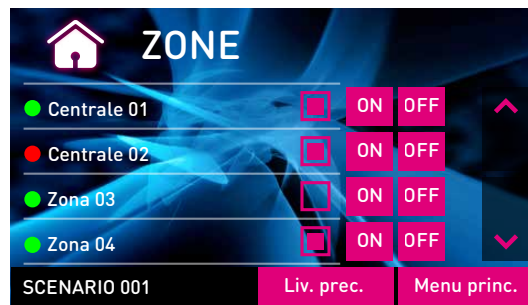 ZONE
Centrale 01 ON OFF
Centrale 02 ON OFF
Zona 03 ON OFF
Zona 04 ON OFF
SCENARIO 001 Liv. prec. Menu princ.